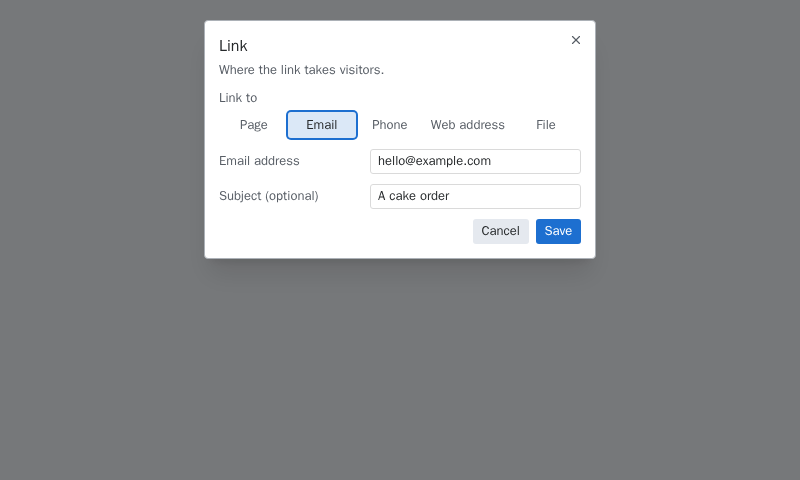 Link
×
Where the link takes visitors.
Link to
Page Email Phone Web address File
Email address hello@example.com
Subject (optional) A cake order
Cancel Save